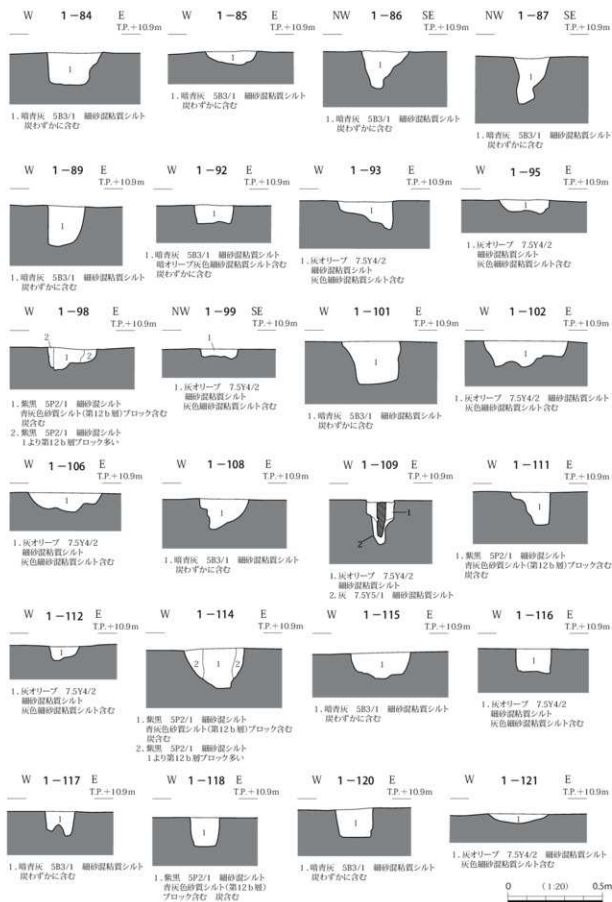 W 1-84 E
T.P.+10.9m
1
1. 暗青灰 5B3/1 細砂混粘質シルト
炭わずかに含む
W 1-85 E
T.P.+10.9m
1
1. 暗青灰 5B3/1 細砂混粘質シルト
炭わずかに含む
NW 1-86 SE
T.P.+10.9m
1
1. 暗青灰 5B3/1 細砂混粘質シルト
炭わずかに含む
NW 1-87 SE
T.P.+10.9m
1
1. 暗青灰 5B3/1 細砂混粘質シルト
炭わずかに含む
W 1-89 E
T.P.+10.9m
1
1. 暗青灰 5B3/1 細砂混粘質シルト
炭わずかに含む
W 1-92 E
T.P.+10.9m
1
1. 暗青灰 5B3/1 細砂混粘質シルト
暗オリーブ灰色細砂混粘質シルト含む
炭わずかに含む
W 1-93 E
T.P.+10.9m
1
1. 灰オリーブ 7.5Y4/2
細砂混粘質シルト
灰色細砂混粘質シルト含む
W 1-95 E
T.P.+10.9m
1
1. 灰オリーブ 7.5Y4/2
細砂混粘質シルト
灰色細砂混粘質シルト含む
W 1-98 E
T.P.+10.9m
2
1
2
1. 紫黒 5P2/1 細砂混シルト
青灰色砂質シルト(第12b層)ブロック含む
炭含む
2. 紫黒 5P2/1 細砂混シルト
1より第12b層ブロック多い
NW 1-99 SE
T.P.+10.9m
1
1. 灰オリーブ 7.5Y4/2
細砂混粘質シルト
灰色細砂混粘質シルト含む
W 1-101 E
T.P.+10.9m
1
1. 暗青灰 5B3/1 細砂混粘質シルト
炭わずかに含む
W 1-102 E
T.P.+10.9m
1
1. 灰オリーブ 7.5Y4/2 細砂混粘質シルト
灰色細砂混粘質シルト含む
W 1-106 E
T.P.+10.9m
1
1. 灰オリーブ 7.5Y4/2
細砂混粘質シルト
灰色細砂混粘質シルト含む
W 1-108 E
T.P.+10.9m
1
1. 暗青灰 5B3/1 細砂混粘質シルト
炭わずかに含む
W 1-109 E
T.P.+10.9m
1
2
1. 灰オリーブ 7.5Y4/2
細砂混粘質シルト
2. 灰 7.5Y5/1 細砂混粘質シルト
W 1-111 E
T.P.+10.9m
1
1. 紫黒 5P2/1 細砂混シルト
青灰色砂質シルト(第12b層)ブロック含む
炭含む
W 1-112 E
T.P.+10.9m
1
1. 灰オリーブ 7.5Y4/2
細砂混粘質シルト
灰色細砂混粘質シルト含む
W 1-114 E
T.P.+10.9m
2
1
2
1. 紫黒 5P2/1 細砂混シルト
青灰色砂質シルト(第12b層)ブロック含む
炭含む
2. 紫黒 5P2/1 細砂混シルト
1より第12b層ブロック多い
W 1-115 E
T.P.+10.9m
1
1. 暗青灰 5B3/1 細砂混粘質シルト
炭わずかに含む
W 1-116 E
T.P.+10.9m
1
1. 灰オリーブ 7.5Y4/2
細砂混粘質シルト
灰色細砂混粘質シルト含む
W 1-117 E
T.P.+10.9m
1
1. 暗青灰 5B3/1 細砂混粘質シルト
炭わずかに含む
W 1-118 E
T.P.+10.9m
1
1. 紫黒 5P2/1 細砂混シルト
青灰色砂質シルト(第12b層)
ブロック含む 炭含む
W 1-120 E
T.P.+10.9m
1
1. 暗青灰 5B3/1 細砂混粘質シルト
炭わずかに含む
W 1-121 E
T.P.+10.9m
1
1. 灰オリーブ 7.5Y4/2 細砂混粘質シルト
灰色細砂混粘質シルト含む
0 (1:20) 0.5m